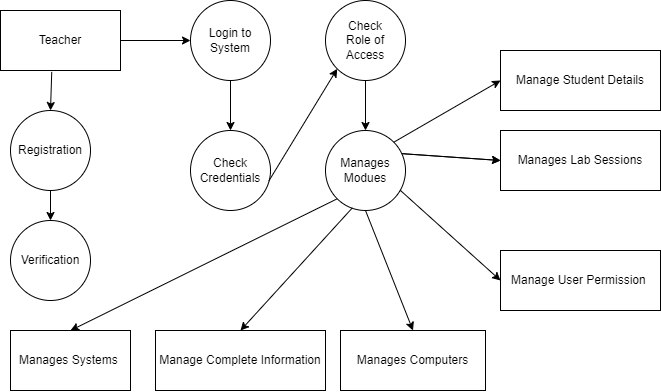 Teacher
Login to
System
Check
Role of
Access
Manage Student Details
Registration
Check
Credentials
Manages
Modues
Manages Lab Sessions
Verification
Manage User Permission
Manages Systems
Manage Complete Information
Manages Computers